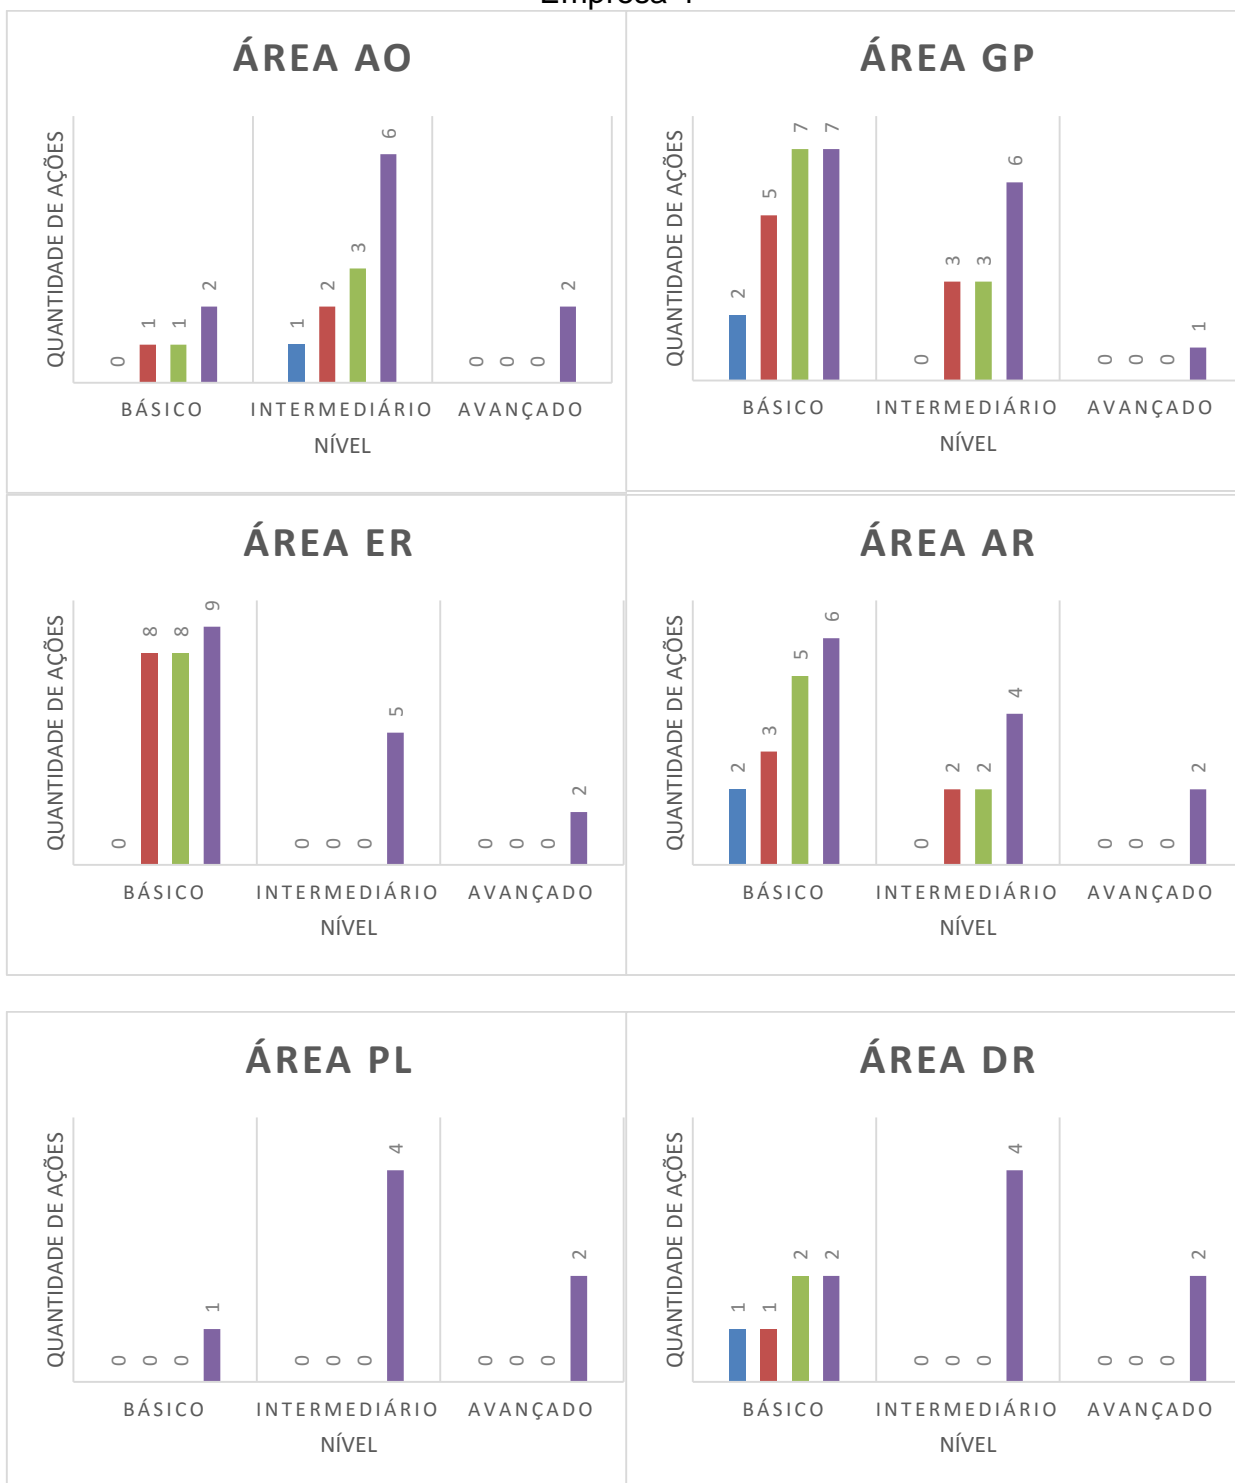 ÁREA AO
QUANTIDADE DE AÇÕES
0 1 1 2
1 2 3 6
0 0 0 2
BÁSICO INTERMEDIÁRIO AVANÇADO
NÍVEL
ÁREA GP
QUANTIDADE DE AÇÕES
2 5 7 7
0 3 3 6
0 0 0 1
BÁSICO INTERMEDIÁRIO AVANÇADO
NÍVEL
ÁREA ER
QUANTIDADE DE AÇÕES
0 8 8 9
0 0 0 5
0 0 0 2
BÁSICO INTERMEDIÁRIO AVANÇADO
NÍVEL
ÁREA AR
QUANTIDADE DE AÇÕES
2 3 5 6
0 2 2 4
0 0 0 2
BÁSICO INTERMEDIÁRIO AVANÇADO
NÍVEL
ÁREA PL
QUANTIDADE DE AÇÕES
0 0 0 1
0 0 0 4
0 0 0 2
BÁSICO INTERMEDIÁRIO AVANÇADO
NÍVEL
ÁREA DR
QUANTIDADE DE AÇÕES
1 1 2 2
0 0 0 4
0 0 0 2
BÁSICO INTERMEDIÁRIO AVANÇADO
NÍVEL